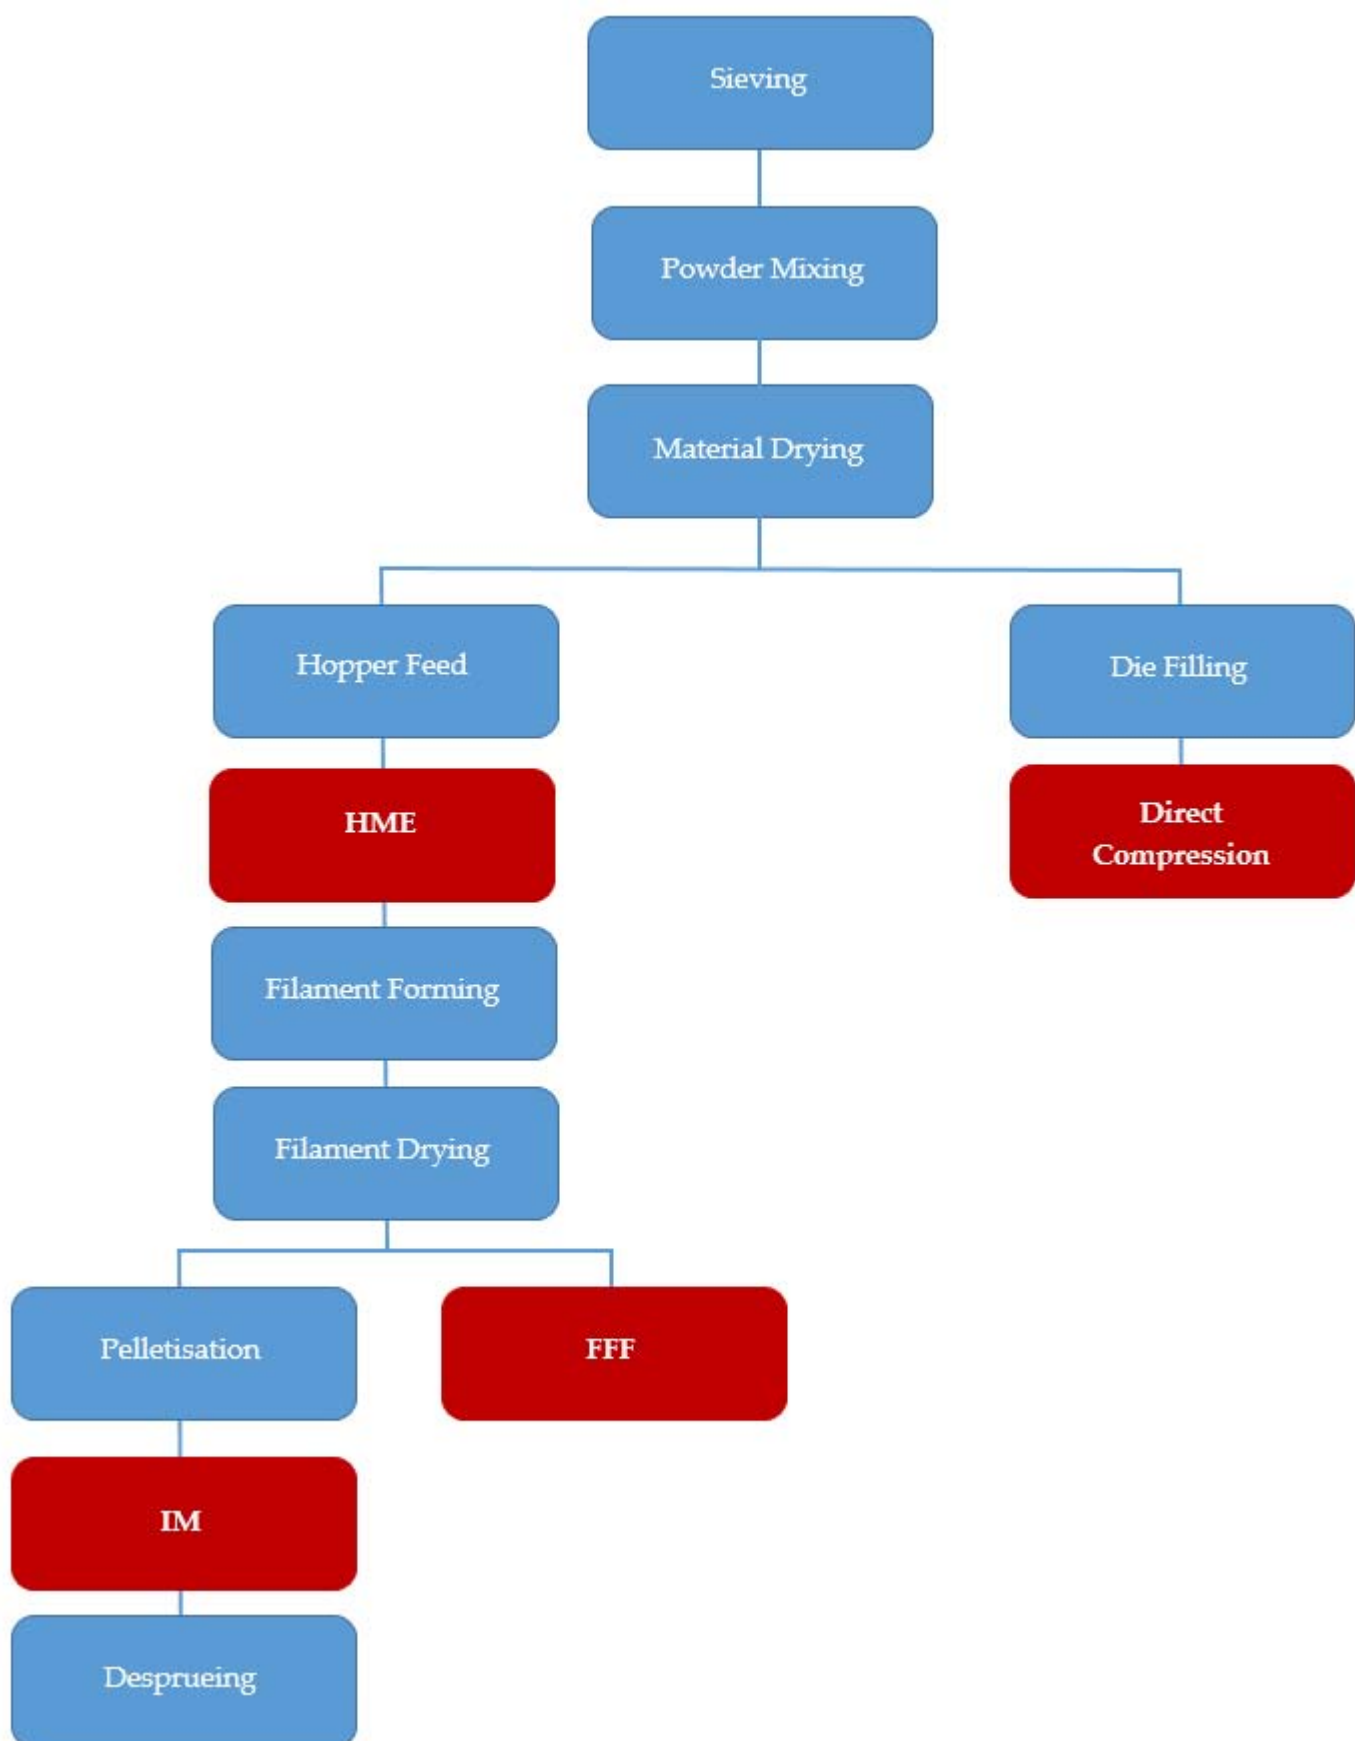 Sieving
Powder Mixing
Material Drying
Hopper Feed
Die Filling
HME
Direct
Compression
Filament Forming
Filament Drying
Pelletisation
FFF
IM
Desprueing